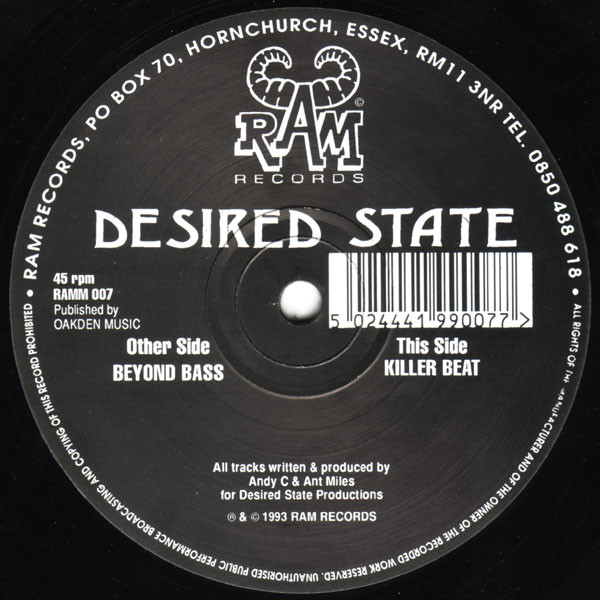 RAM RECORDS, PO BOX 70, HORNCHURCH, ESSEX, RM11 3NR TEL. 0850 488 618
©
RAM
RECORDS
DESIRED STATE
45 rpm
RAMM 007
Published by
OAKDEN MUSIC
5 024441 990077 >
Other Side
BEYOND BASS
This Side
KILLER BEAT
All tracks written & produced by
Andy C & Ant Miles
for Desired State Productions
℗ & © 1993 RAM RECORDS
• ALL RIGHTS OF THE MANUFACTURER AND OF THE OWNER OF THE RECORDED WORK RESERVED. UNAUTHORISED PUBLIC PERFORMANCE BROADCASTING AND COPYING OF THIS RECORD PROHIBITED •